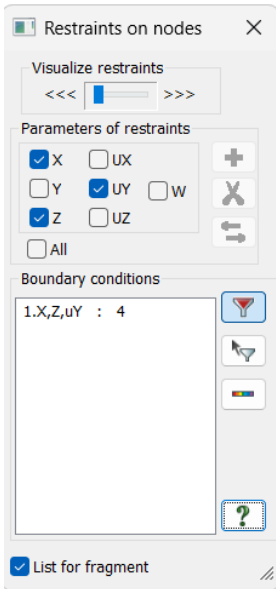 Restraints on nodes
Visualize restraints
<<< >>>
Parameters of restraints
X UX
Y UY W
Z UZ
All
Boundary conditions
1.X,Z,uY : 4
?
List for fragment